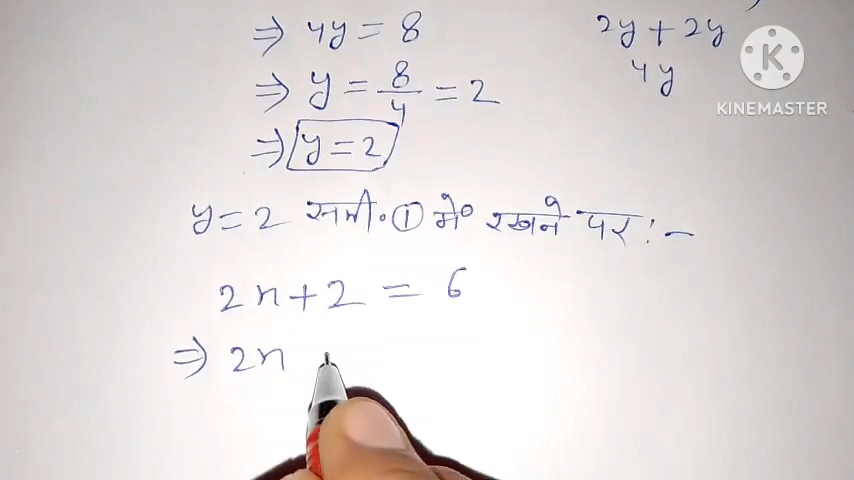 ⇒ 4y = 8
2y + 2y
4y
⇒ y = 8/4 = 2
⇒ y = 2
y = 2 समी. ① में रखने पर :-
2x + 2 = 6
⇒ 2x
KINEMASTER